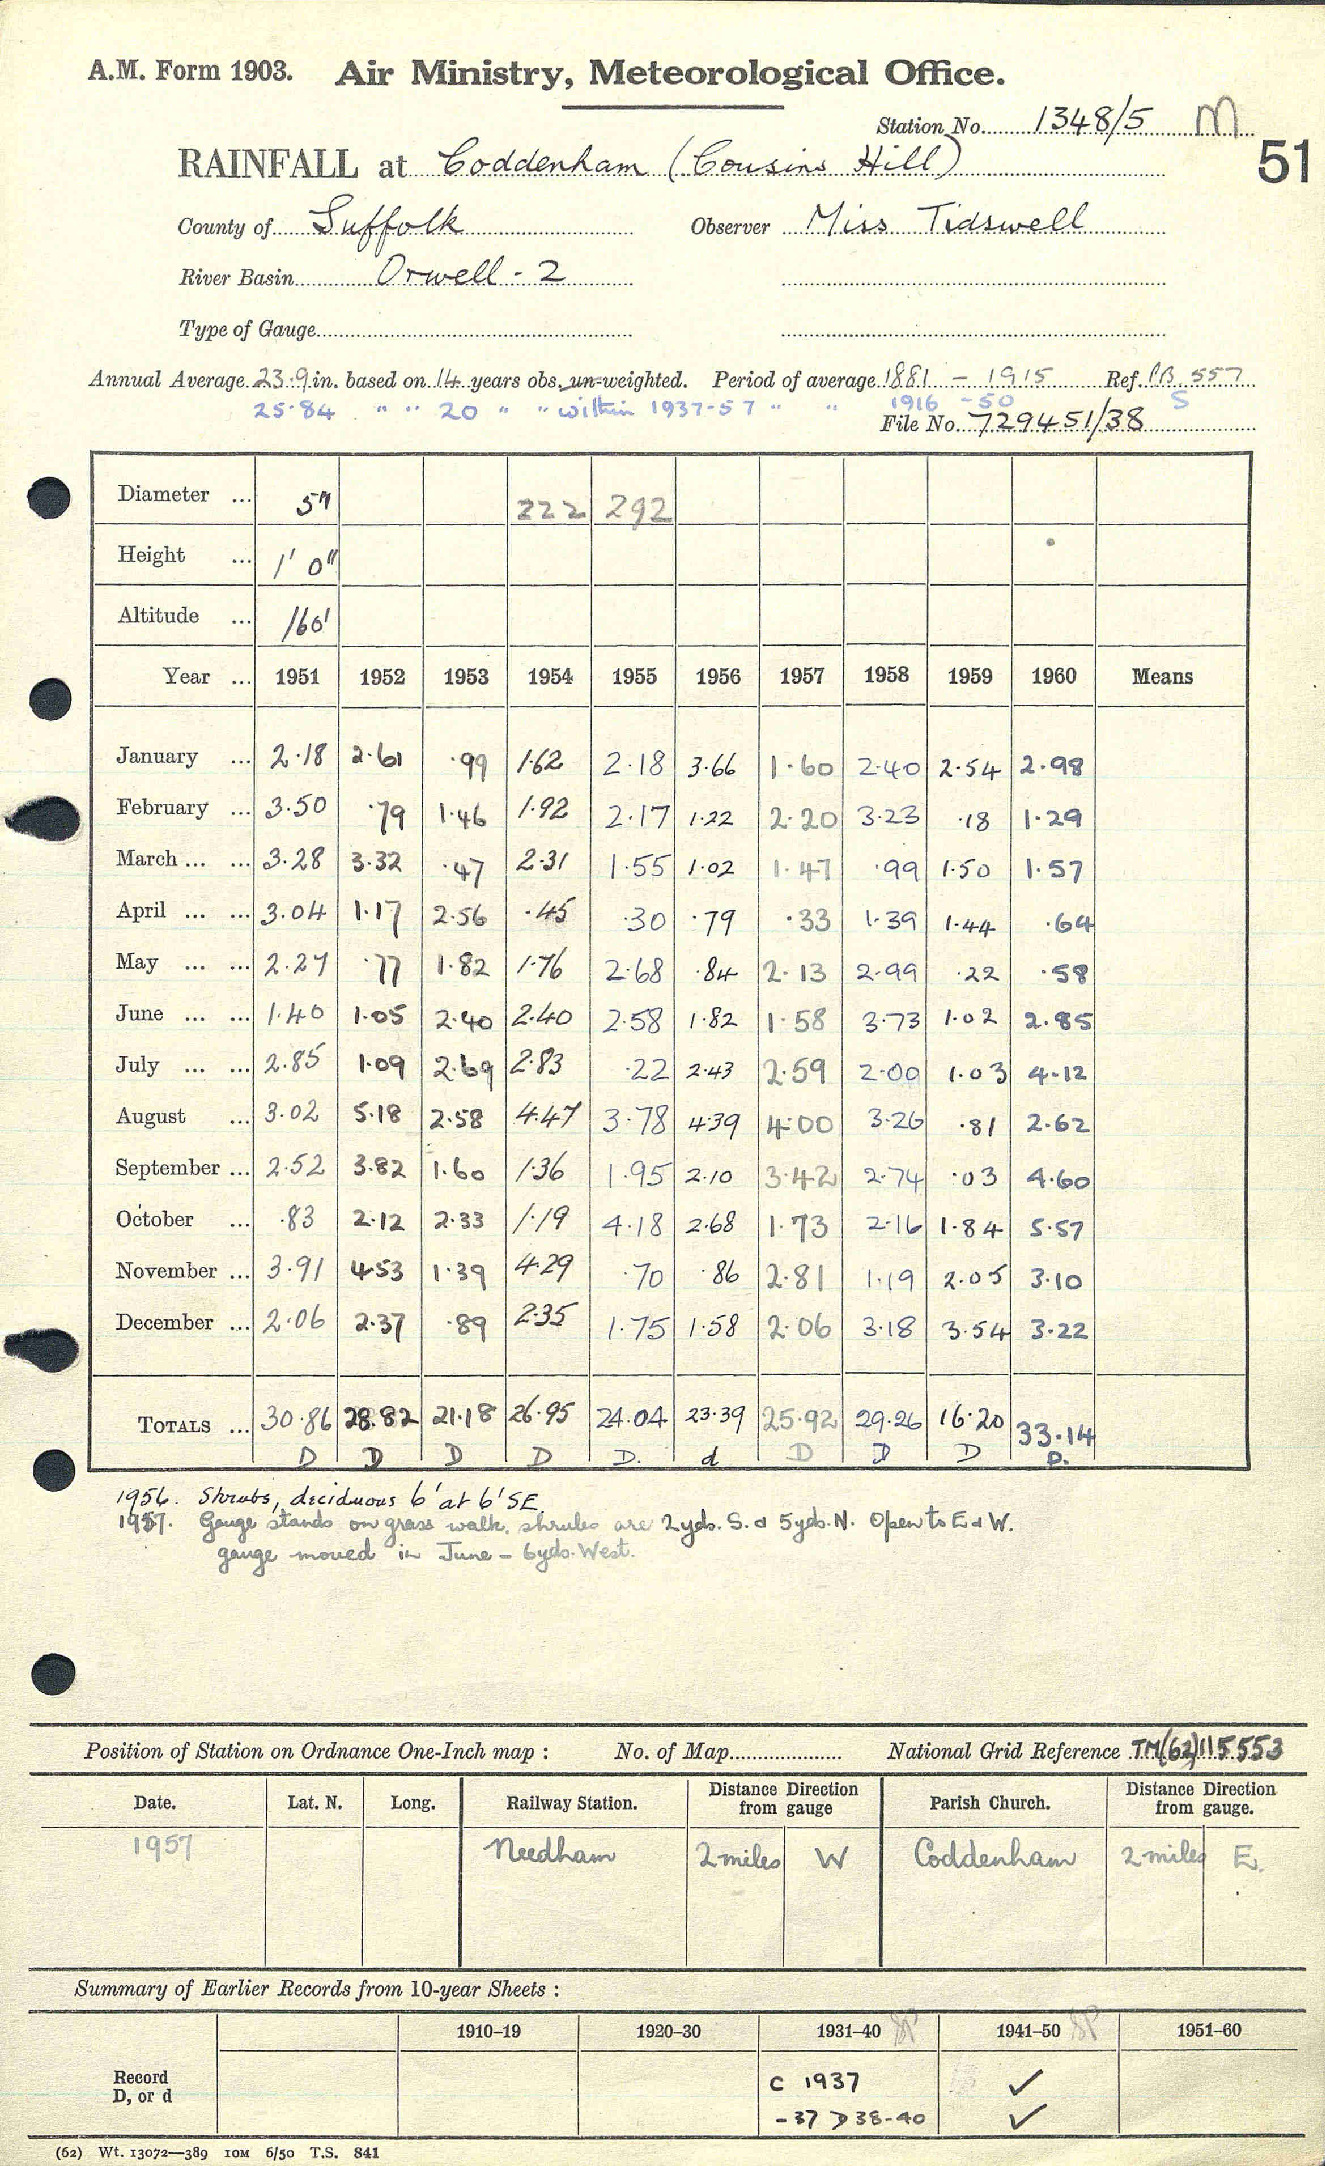 A.M. Form 1903. Air Ministry, Meteorological Office.
Station No. 1348/5 M
51
RAINFALL at Coddenham (Cousins Hill)
County of Suffolk Observer Miss Tidswell
River Basin Orwell - 2
Type of Gauge
Annual Average 23.9 in. based on 14 years obs. un-weighted. Period of average 1881 - 1915 Ref. PB 557
25.84 " " 20 " " within 1937-57 " " 1916 - 50 S
File No. 729451/38
Diameter ... 5" 222 292
Height ... 1' 0"
Altitude ... 160'
Year ... 1951 1952 1953 1954 1955 1956 1957 1958 1959 1960 Means
January ... 2.18 2.61 .99 1.62 2.18 3.66 1.60 2.40 2.54 2.98
February ... 3.50 .79 1.46 1.92 2.17 1.22 2.20 3.23 .18 1.29
March ... ... 3.28 3.32 .47 2.31 1.55 1.02 1.47 .99 1.50 1.57
April ... ... 3.04 1.17 2.56 .45 .30 .79 .33 1.39 1.44 .64
May ... ... 2.27 .77 1.82 1.76 2.68 .84 2.13 2.99 .22 .58
June ... ... 1.40 1.05 2.40 2.40 2.58 1.82 1.58 3.73 1.02 2.85
July ... ... 2.85 1.09 2.69 2.83 .22 2.43 2.59 2.00 1.03 4.12
August ... 3.02 5.18 2.58 4.47 3.78 4.39 4.00 3.26 .81 2.62
September ... 2.52 3.82 1.60 1.36 1.95 2.10 3.42 2.74 .03 4.60
October ... .83 2.12 2.33 1.19 4.18 2.68 1.73 2.16 1.84 5.57
November ... 3.91 4.53 1.39 4.29 .70 .86 2.81 1.19 2.05 3.10
December ... 2.06 2.37 .89 2.35 1.75 1.58 2.06 3.18 3.54 3.22
TOTALS ... 30.86 28.82 21.18 26.95 24.04 23.39 25.92 29.26 16.20 33.14
D D D D D. d D D D D.
1956. Shrubs, deciduous 6' at 6' SE.
1957. Gauge stands on grass walk. shrubs are 2yds. S. & 5yds. N. Open to E & W.
gauge moved in June - 6yds. West.
Position of Station on Ordnance One-Inch map : No. of Map National Grid Reference TM(62)115553
Date. Lat. N. Long. Railway Station. Distance Direction from gauge Parish Church. Distance Direction from gauge.
1957 Needham 2 miles W Coddenham 2 miles E.
Summary of Earlier Records from 10-year Sheets :
1910–19 1920–30 1931–40 SP 1941–50 SP 1951–60
Record D, or d
C 1937 ✓
- 37 D 38-40 ✓
(62) Wt. 13072—389 10M 6/50 T.S. 841